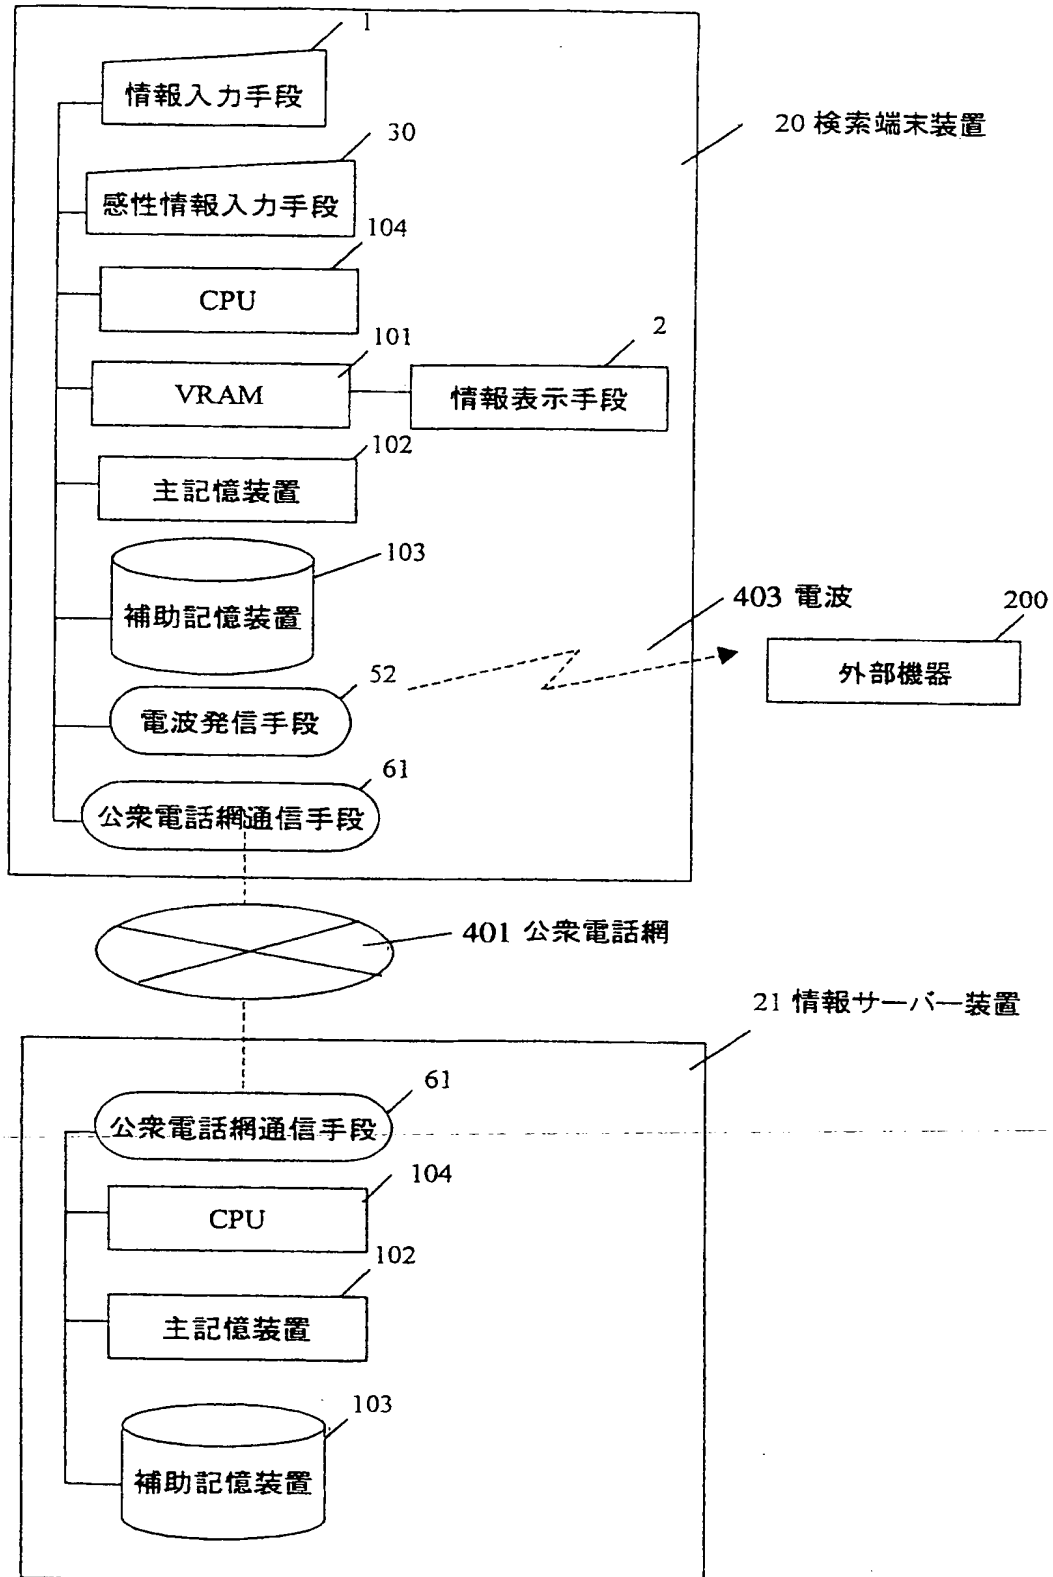 1
情報入力手段
20 検索端末装置
30
感性情報入力手段
104
CPU
101
2
VRAM
情報表示手段
102
主記憶装置
103
補助記憶装置
403 電波
200
外部機器
52
電波発信手段
61
公衆電話網通信手段
401 公衆電話網
21 情報サーバー装置
61
公衆電話網通信手段
104
CPU
102
主記憶装置
103
補助記憶装置